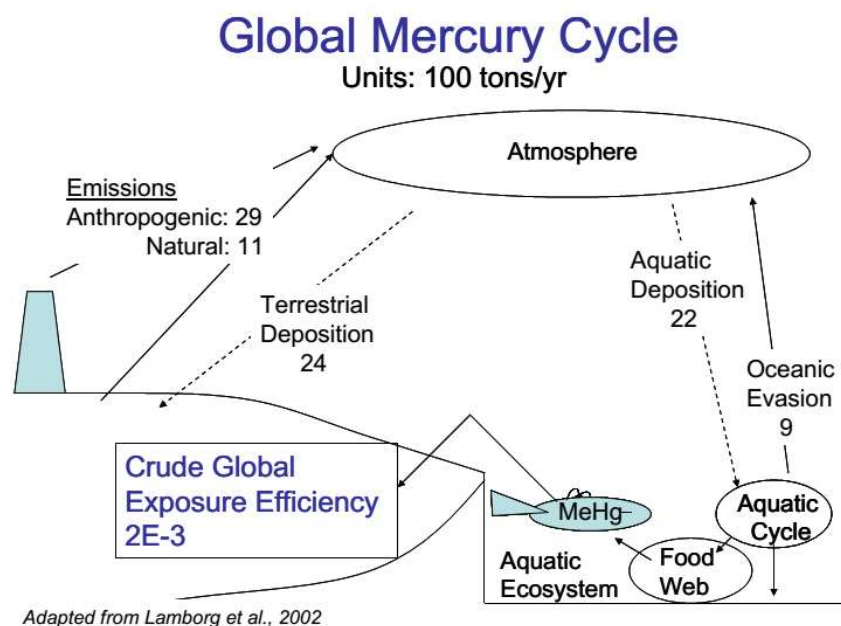 Global Mercury Cycle
Units: 100 tons/yr
Atmosphere
Emissions
Anthropogenic: 29
Natural: 11
Terrestrial
Deposition
24
Aquatic
Deposition
22
Oceanic
Evasion
9
Crude Global
Exposure Efficiency
2E-3
MeHg
Aquatic
Cycle
Food
Web
Aquatic
Ecosystem
Adapted from Lamborg et al., 2002